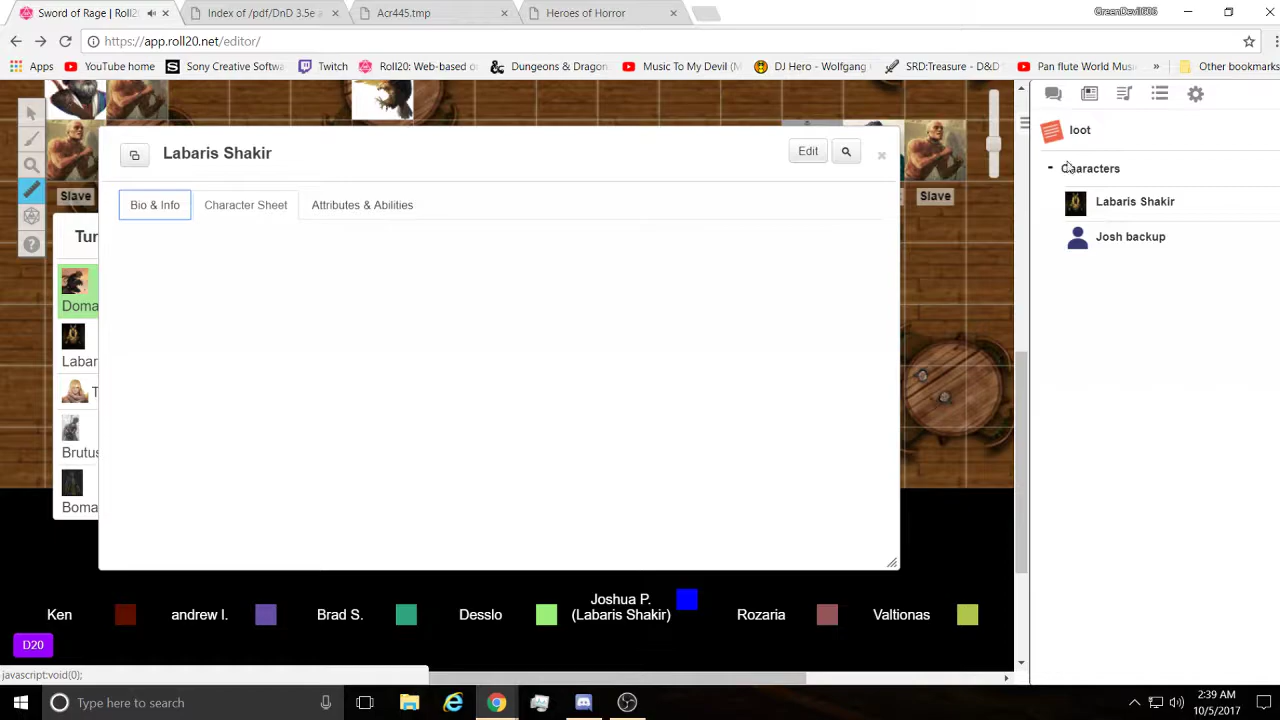 Sword of Rage | Roll20
Index of /pdf/DnD 3.5e
Acr445.tmp
Heroes of Horror
GreenDevil686
https://app.roll20.net/editor/
Apps
YouTube home
Sony Creative Softwa
Twitch
Roll20: Web-based o
Dungeons & Dragon
Music To My Devil (M
DJ Hero - Wolfgang
SRD:Treasure - D&D
Pan flute World Mus
»
Other bookmarks
loot
Characters
Labaris Shakir
Josh backup
Labaris Shakir
Edit
Bio & Info
Character Sheet
Attributes & Abilities
Slave
Slave
Tur
Doma
Labar
T
Brutus
Boma
Ken
andrew l.
Brad S.
Desslo
Joshua P.
(Labaris Shakir)
Rozaria
Valtionas
D20
javascript:void(0);
Type here to search
2:39 AM
10/5/2017